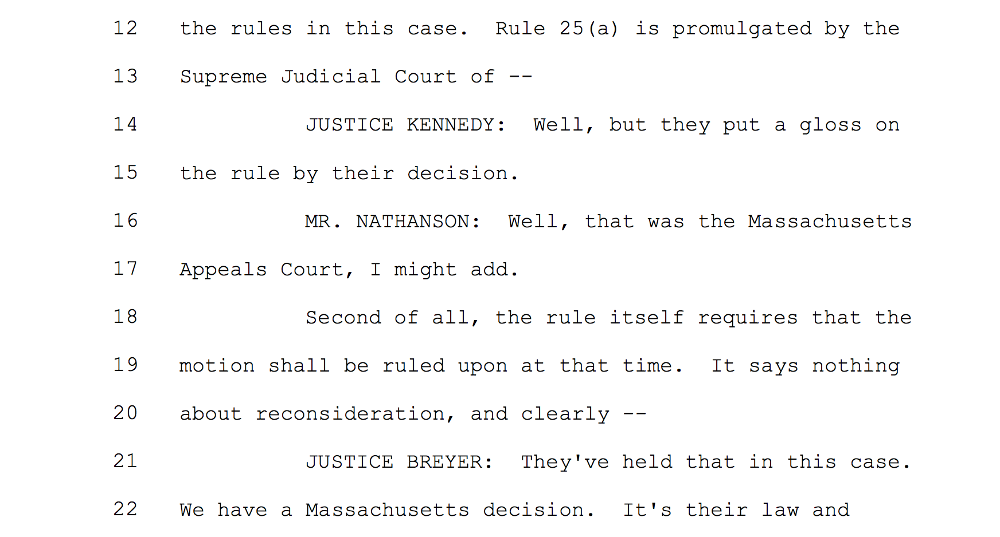 12 the rules in this case. Rule 25(a) is promulgated by the
13 Supreme Judicial Court of --
14 JUSTICE KENNEDY: Well, but they put a gloss on
15 the rule by their decision.
16 MR. NATHANSON: Well, that was the Massachusetts
17 Appeals Court, I might add.
18 Second of all, the rule itself requires that the
19 motion shall be ruled upon at that time. It says nothing
20 about reconsideration, and clearly --
21 JUSTICE BREYER: They've held that in this case.
22 We have a Massachusetts decision. It's their law and